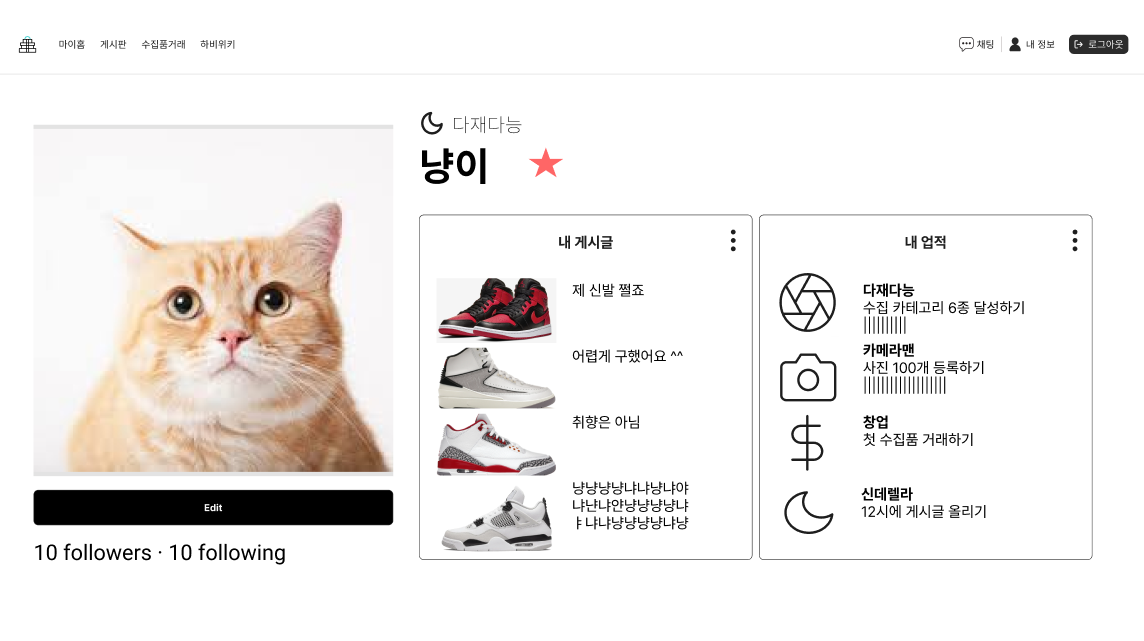 마이홈 게시판 수집품거래 하비위키
채팅 내 정보 로그아웃
다재다능
냥이
Edit
10 followers · 10 following
내 게시글
제 신발 쩔죠
어렵게 구했어요 ^^
취향은 아님
냥냥냥냥냐냐냥냐야
냐냔냐얀냥냥냥냥냐
ㅑ냐냐냥냥냥냥냐냥
내 업적
다재다능
수집 카테고리 6종 달성하기
||||||||||
카메라맨
사진 100개 등록하기
|||||||||||||||||||
창업
첫 수집품 거래하기
신데렐라
12시에 게시글 올리기